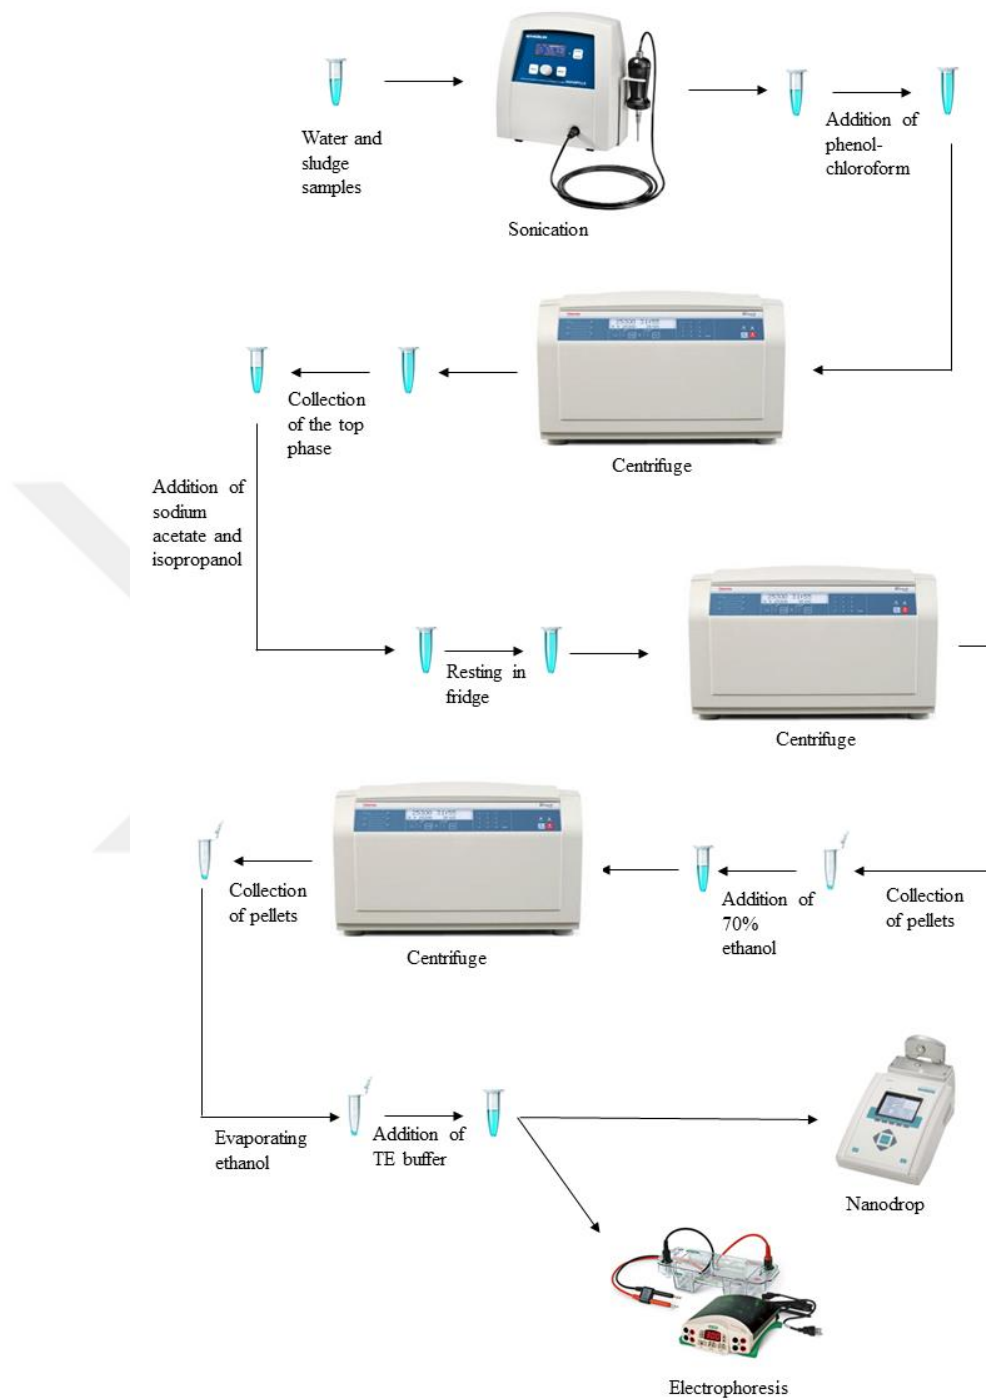 Water and
sludge
samples
Sonication
Addition of
phenol-
chloroform
Centrifuge
Collection
of the top
phase
Addition of
sodium
acetate and
isopropanol
Resting in
fridge
Centrifuge
Collection
of pellets
Addition of
70%
ethanol
Centrifuge
Collection
of pellets
Evaporating
ethanol
Addition of
TE buffer
Nanodrop
Electrophoresis